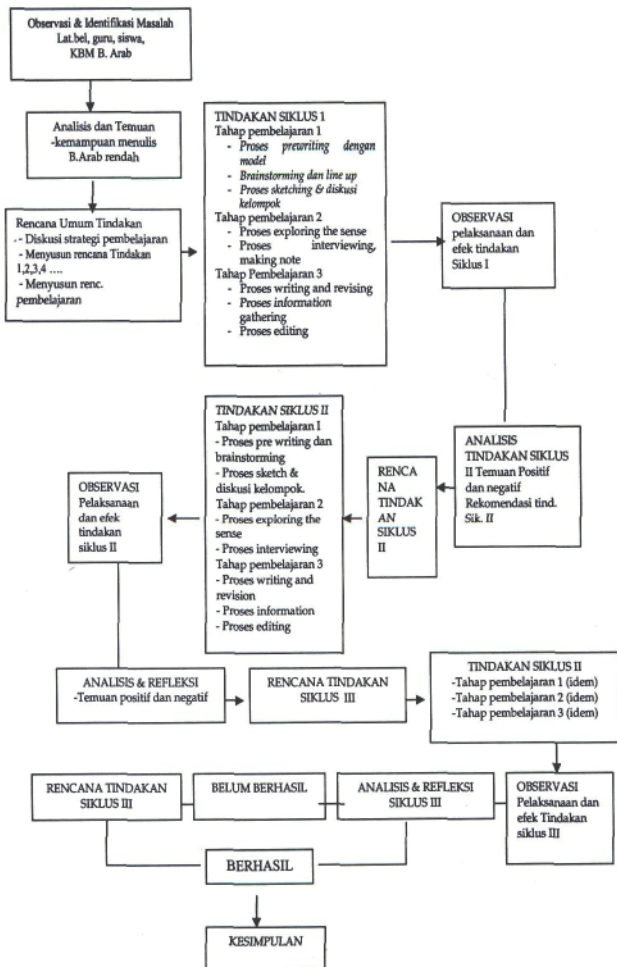 Observasi & Identifikasi Masalah
Lat.bel, guru, siswa,
KBM B. Arab
Analisis dan Temuan
-kemampuan menulis
B.Arab rendah
Rencana Umum Tindakan
-- Diskusi strategi pembelajaran
- Menyusun rencana Tindakan
1,2,3,4 ....
- Menyusun renc.
pembelajaran
TINDAKAN SIKLUS 1
Tahap pembelajaran 1
- Proses prewriting dengan
model
- Brainstorming dan line up
- Proses sketching & diskusi
kelompok
Tahap pembelajaran 2
- Proses exploring the sense
- Proses interviewing,
making note
Tahap Pembelajaran 3
- Proses writing and revising
- Proses information
gathering
- Proses editing
OBSERVASI
pelaksanaan dan
efek tindakan
Siklus I
ANALISIS
TINDAKAN SIKLUS
II Temuan Positif
dan negatif
Rekomendasi tind.
Sik. II
RENCA
NA
TINDAK
AN
SIKLUS
II
TINDAKAN SIKLUS II
Tahap pembelajaran I
- Proses pre writing dan
brainstorming
- Proses sketch &
diskusi kelompok.
Tahap pembelajaran 2
- Proses exploring the
sense
- Proses interviewing
Tahap pembelajaran 3
- Proses writing and
revision
- Proses information
- Proses editing
OBSERVASI
Pelaksanaan
dan efek
tindakan
siklus II
ANALISIS & REFLEKSI
-Temuan positif dan negatif
RENCANA TINDAKAN
SIKLUS III
TINDAKAN SIKLUS II
-Tahap pembelajaran 1 (idem)
-Tahap pembelajaran 2 (idem)
-Tahap pembelajaran 3 (idem)
RENCANA TINDAKAN
SIKLUS III
BELUM BERHASIL
ANALISIS & REFLEKSI
SIKLUS III
OBSERVASI
Pelaksanaan dan
efek Tindakan
siklus III
BERHASIL
KESIMPULAN